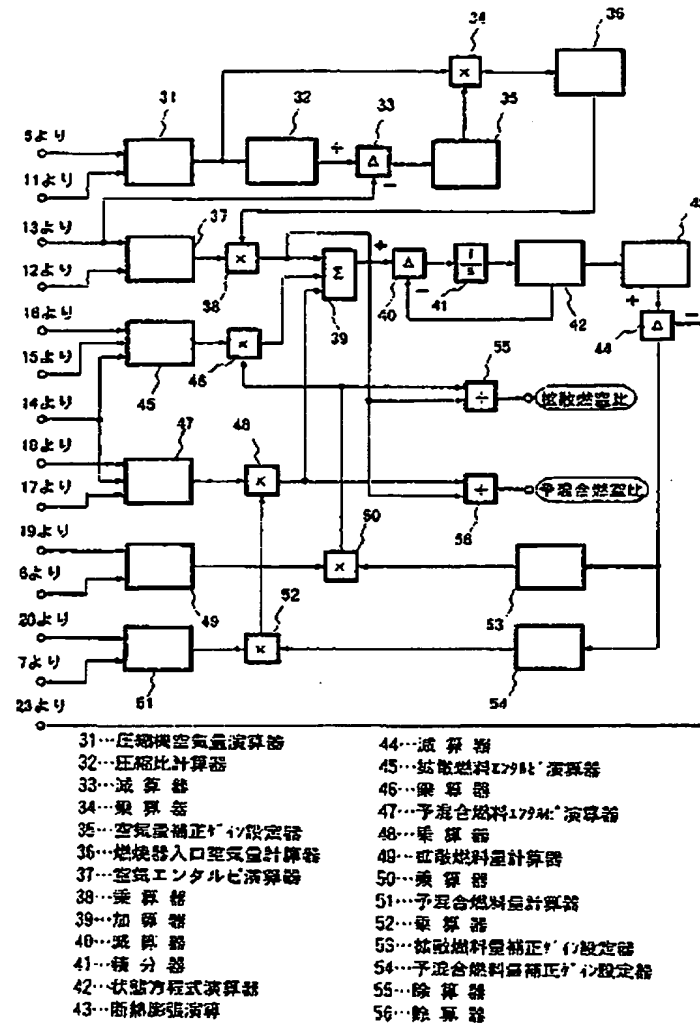 34
36
31
32
33
35
5より
11より
÷
Δ
×
−
13より
12より
37
×
38
Σ
39
+
Δ
−
40
1/s
41
42
+
Δ
−
44
16より
15より
14より
45
×
46
55
÷
拡散燃空比
18より
17より
47
×
48
÷
予混合燃空比
56
19より
6より
49
×
50
53
20より
7より
51
×
52
54
23より
31…圧縮機空気量演算器
32…圧縮比計算器
33…減算器
34…乗算器
35…空気量補正ゲイン設定器
36…燃焼器入口空気量計算器
37…空気エンタルピ演算器
38…乗算器
39…加算器
40…減算器
41…積分器
42…状態方程式演算器
43…断熱膨張演算
44…減算器
45…拡散燃料エンタルピ演算器
46…乗算器
47…予混合燃料エンタルピ演算器
48…乗算器
49…拡散燃料量計算器
50…乗算器
51…予混合燃料量計算器
52…乗算器
53…拡散燃料量補正ゲイン設定器
54…予混合燃料量補正ゲイン設定器
55…除算器
56…除算器